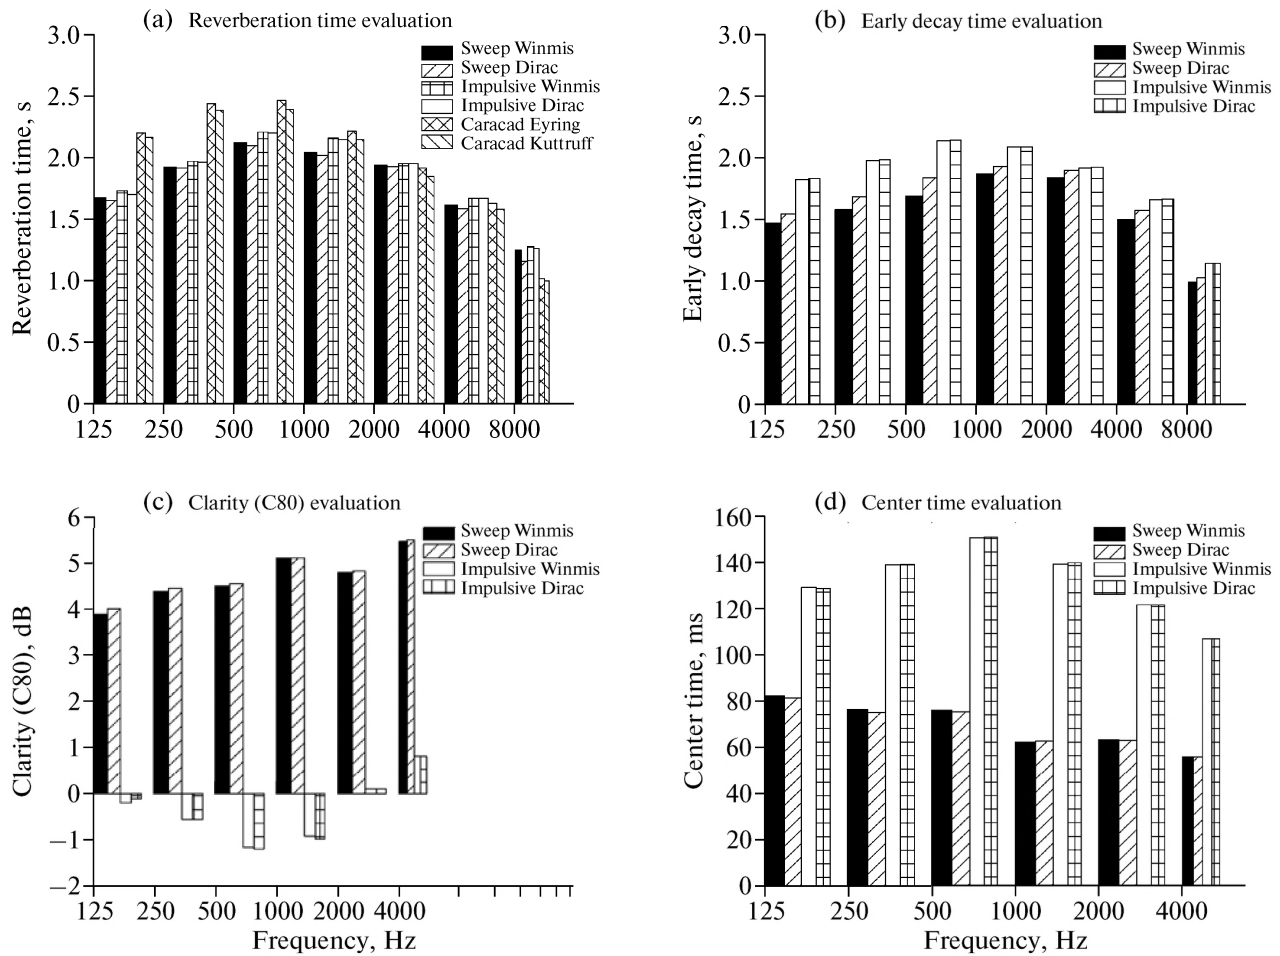 (a) Reverberation time evaluation
3.0
2.5
2.0
1.5
1.0
0.5
0
Reverberation time, s
Sweep Winmis
Sweep Dirac
Impulsive Winmis
Impulsive Dirac
Caracad Eyring
Caracad Kuttruff
125 250 500 1000 2000 4000 8000
(b) Early decay time evaluation
3.0
2.5
2.0
1.5
1.0
0.5
0
Early decay time, s
Sweep Winmis
Sweep Dirac
Impulsive Winmis
Impulsive Dirac
125 250 500 1000 2000 4000 8000
(c) Clarity (C80) evaluation
6
5
4
3
2
1
0
−1
−2
Clarity (C80), dB
Sweep Winmis
Sweep Dirac
Impulsive Winmis
Impulsive Dirac
125 250 500 1000 2000 4000
Frequency, Hz
(d) Center time evaluation
160
140
120
100
80
60
40
20
0
Center time, ms
Sweep Winmis
Sweep Dirac
Impulsive Winmis
Impulsive Dirac
125 250 500 1000 2000 4000
Frequency, Hz